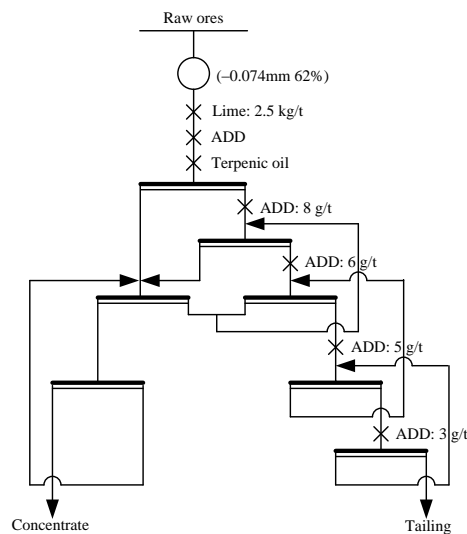 Raw ores
(–0.074mm 62%)
Lime: 2.5 kg/t
ADD
Terpenic oil
ADD: 8 g/t
ADD: 6 g/t
ADD: 5 g/t
ADD: 3 g/t
Concentrate
Tailing